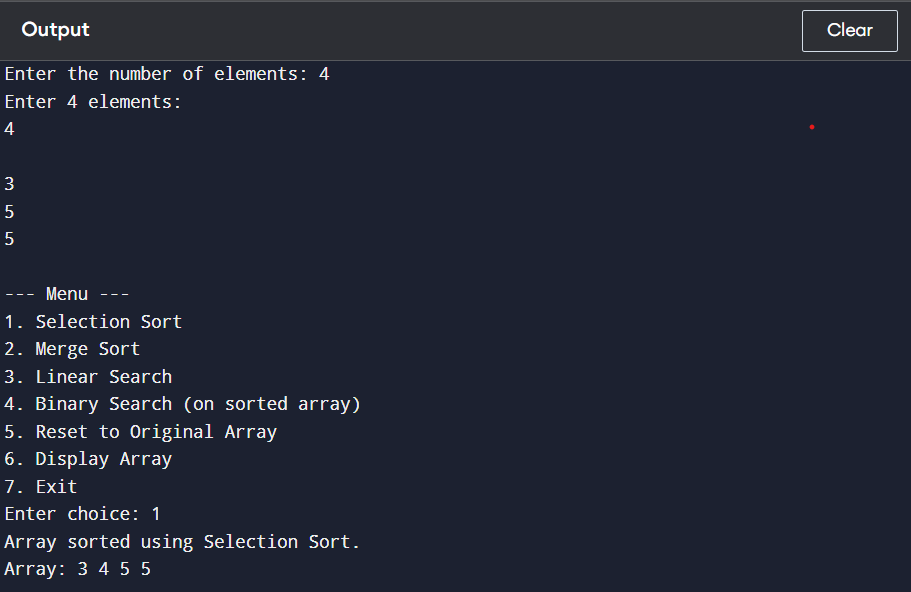 Output
Clear
Enter the number of elements: 4
Enter 4 elements:
4
3
5
5
--- Menu ---
1. Selection Sort
2. Merge Sort
3. Linear Search
4. Binary Search (on sorted array)
5. Reset to Original Array
6. Display Array
7. Exit
Enter choice: 1
Array sorted using Selection Sort.
Array: 3 4 5 5